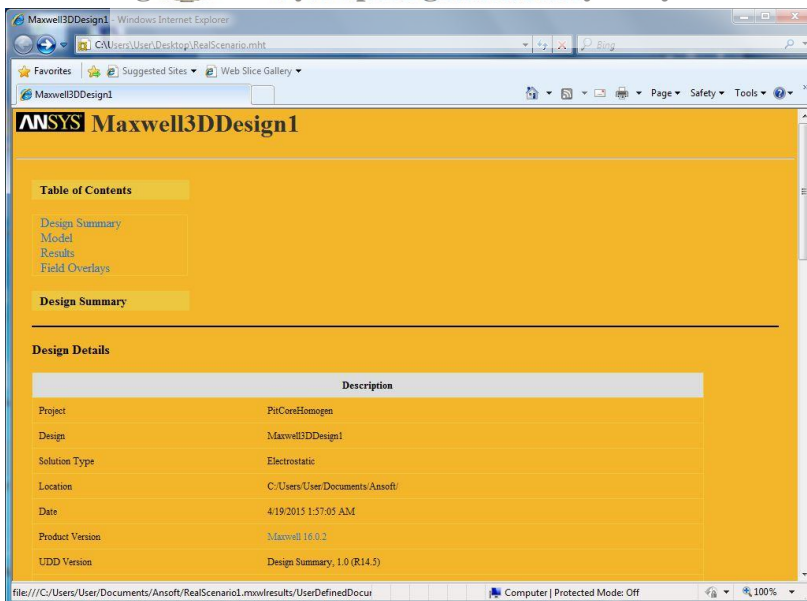 Maxwell3DDesign1 - Windows Internet Explorer
C:\Users\User\Desktop\RealScenario.mht
Bing
Favorites
Suggested Sites
Web Slice Gallery
Maxwell3DDesign1
Page
Safety
Tools
ANSYS Maxwell3DDesign1
Table of Contents
Design Summary
Model
Results
Field Overlays
Design Summary
Design Details
Description
Project PitCoreHomogen
Design Maxwell3DDesign1
Solution Type Electrostatic
Location C:/Users/User/Documents/Ansoft/
Date 4/19/2015 1:57:05 AM
Product Version Maxwell 16.0.2
UDD Version Design Summary, 1.0 (R14.5)
file:///C:/Users/User/Documents/Ansoft/RealScenario1.mxwlresults/UserDefinedDocur
Computer | Protected Mode: Off
100%